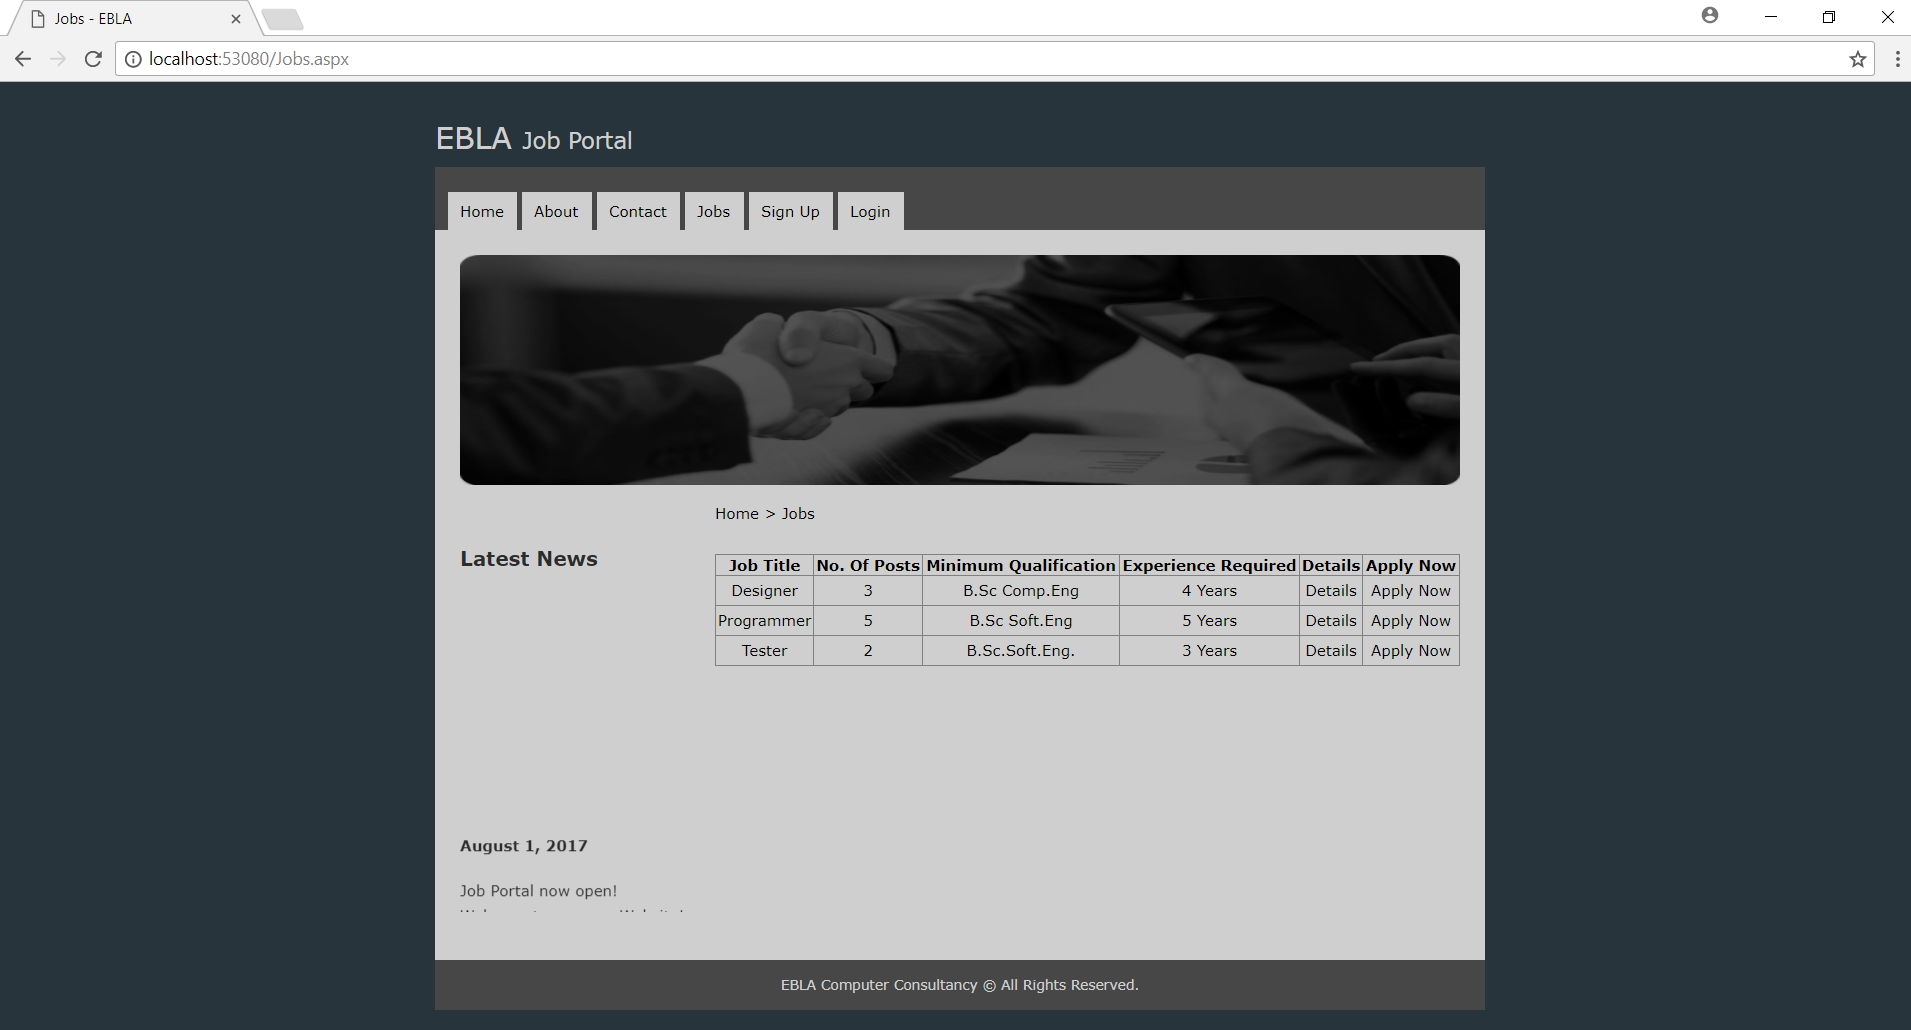 Jobs - EBLA
localhost:53080/Jobs.aspx
EBLA Job Portal
Home About Contact Jobs Sign Up Login
Home > Jobs
Latest News
Job Title No. Of Posts Minimum Qualification Experience Required Details Apply Now
Designer 3 B.Sc Comp.Eng 4 Years Details Apply Now
Programmer 5 B.Sc Soft.Eng 5 Years Details Apply Now
Tester 2 B.Sc.Soft.Eng. 3 Years Details Apply Now
August 1, 2017
Job Portal now open!
EBLA Computer Consultancy © All Rights Reserved.